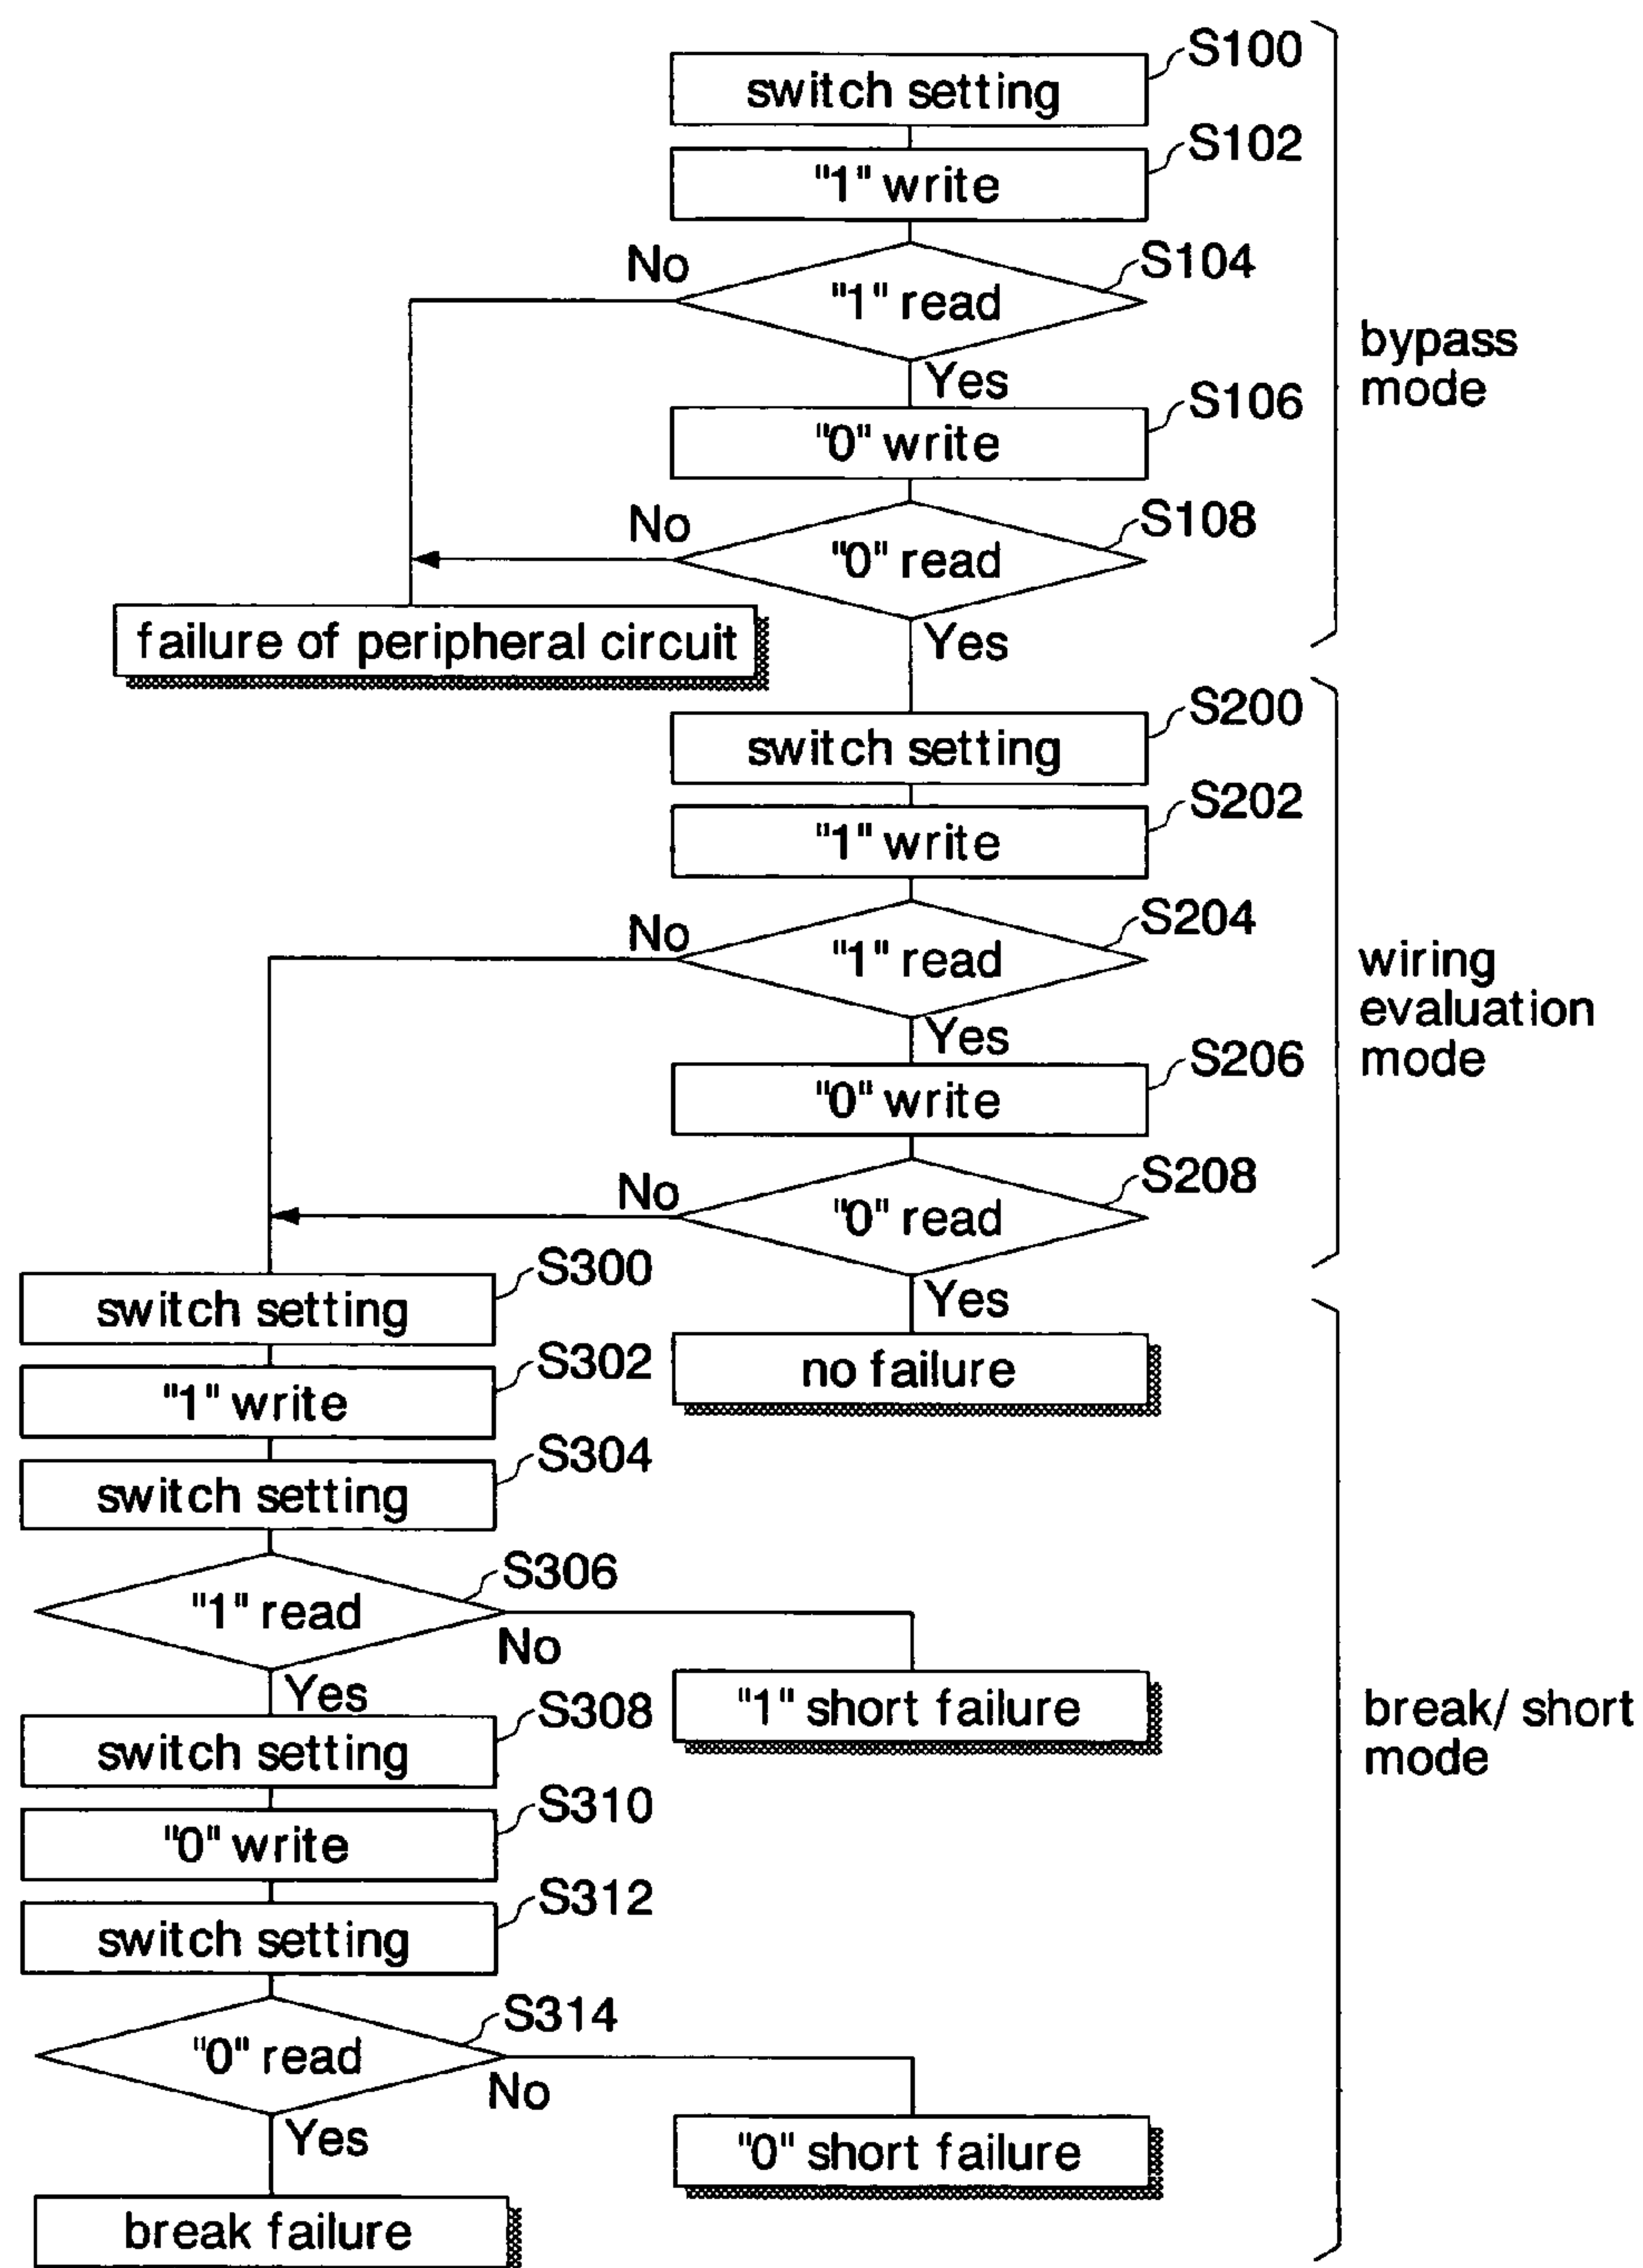 S100
switch setting
S102
"1" write
No
S104
"1" read
bypass
mode
Yes
S106
"0" write
No
S108
"0" read
failure of peripheral circuit
Yes
S200
switch setting
S202
"1" write
No
S204
"1" read
wiring
evaluation
mode
Yes
S206
"0" write
No
S208
"0" read
S300
switch setting
Yes
no failure
S302
"1" write
S304
switch setting
S306
"1" read
No
Yes
"1" short failure
break/ short
mode
S308
switch setting
S310
"0" write
S312
switch setting
S314
"0" read
No
Yes
"0" short failure
break failure